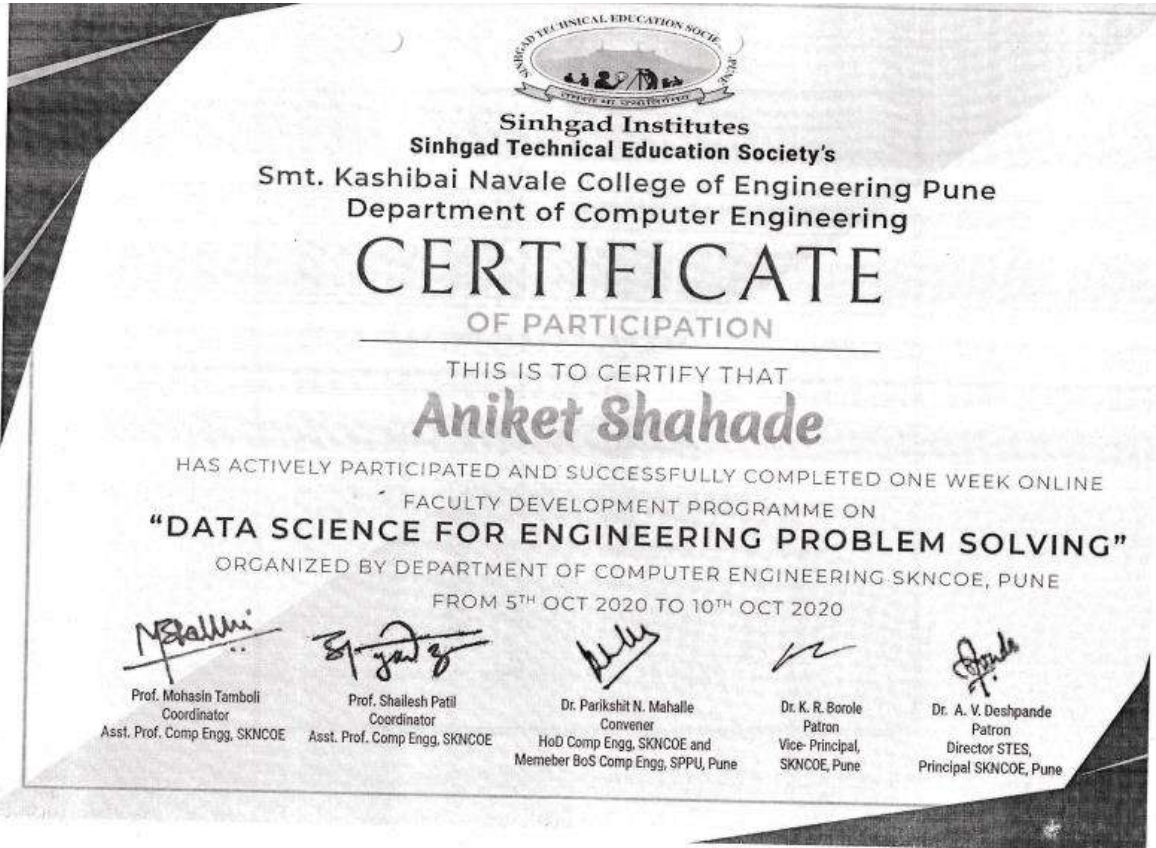 SINHGAD TECHNICAL EDUCATION SOCIE
PUNE
Sinhgad Institutes
Sinhgad Technical Education Society's
Smt. Kashibai Navale College of Engineering Pune
Department of Computer Engineering
CERTIFICATE
OF PARTICIPATION
THIS IS TO CERTIFY THAT
Aniket Shahade
HAS ACTIVELY PARTICIPATED AND SUCCESSFULLY COMPLETED ONE WEEK ONLINE
FACULTY DEVELOPMENT PROGRAMME ON
“DATA SCIENCE FOR ENGINEERING PROBLEM SOLVING”
ORGANIZED BY DEPARTMENT OF COMPUTER ENGINEERING SKNCOE, PUNE
FROM 5TH OCT 2020 TO 10TH OCT 2020
Prof. Mohasin Tamboli
Coordinator
Asst. Prof. Comp Engg, SKNCOE
Prof. Shailesh Patil
Coordinator
Asst. Prof. Comp Engg, SKNCOE
Dr. Parikshit N. Mahalle
Convener
HoD Comp Engg, SKNCOE and
Memeber BoS Comp Engg, SPPU, Pune
Dr. K. R. Borole
Patron
Vice- Principal,
SKNCOE, Pune
Dr. A. V. Deshpande
Patron
Director STES,
Principal SKNCOE, Pune